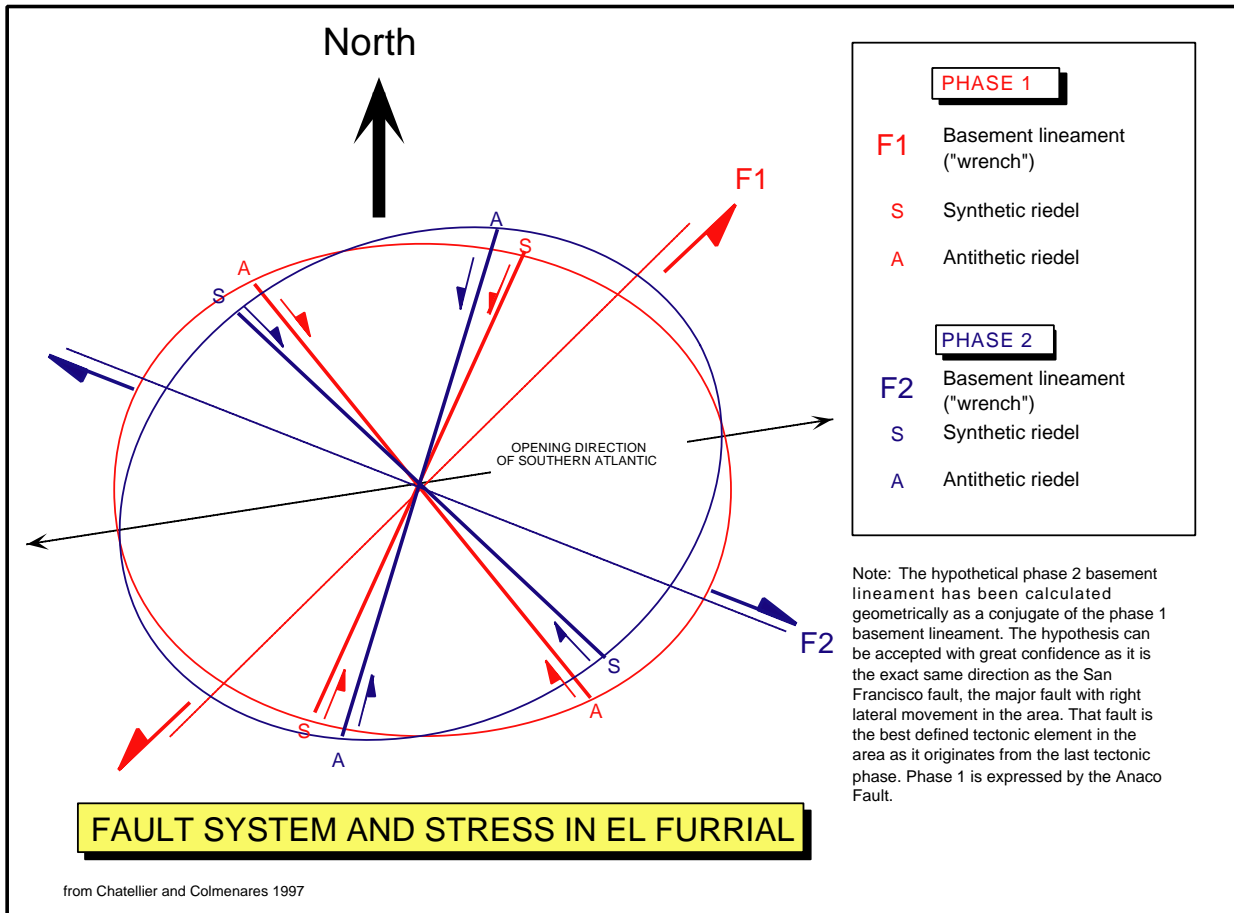 North
F1
A
S
A
S
OPENING DIRECTION
OF SOUTHERN ATLANTIC
F2
S
A
S
A
PHASE 1
F1
Basement lineament
("wrench")
S
Synthetic riedel
A
Antithetic riedel
PHASE 2
F2
Basement lineament
("wrench")
S
Synthetic riedel
A
Antithetic riedel
Note: The hypothetical phase 2 basement
lineament has been calculated
geometrically as a conjugate of the phase 1
basement lineament. The hypothesis can
be accepted with great confidence as it is
the exact same direction as the San
Francisco fault, the major fault with right
lateral movement in the area. That fault is
the best defined tectonic element in the
area as it originates from the last tectonic
phase. Phase 1 is expressed by the Anaco
Fault.
FAULT SYSTEM AND STRESS IN EL FURRIAL
from Chatellier and Colmenares 1997